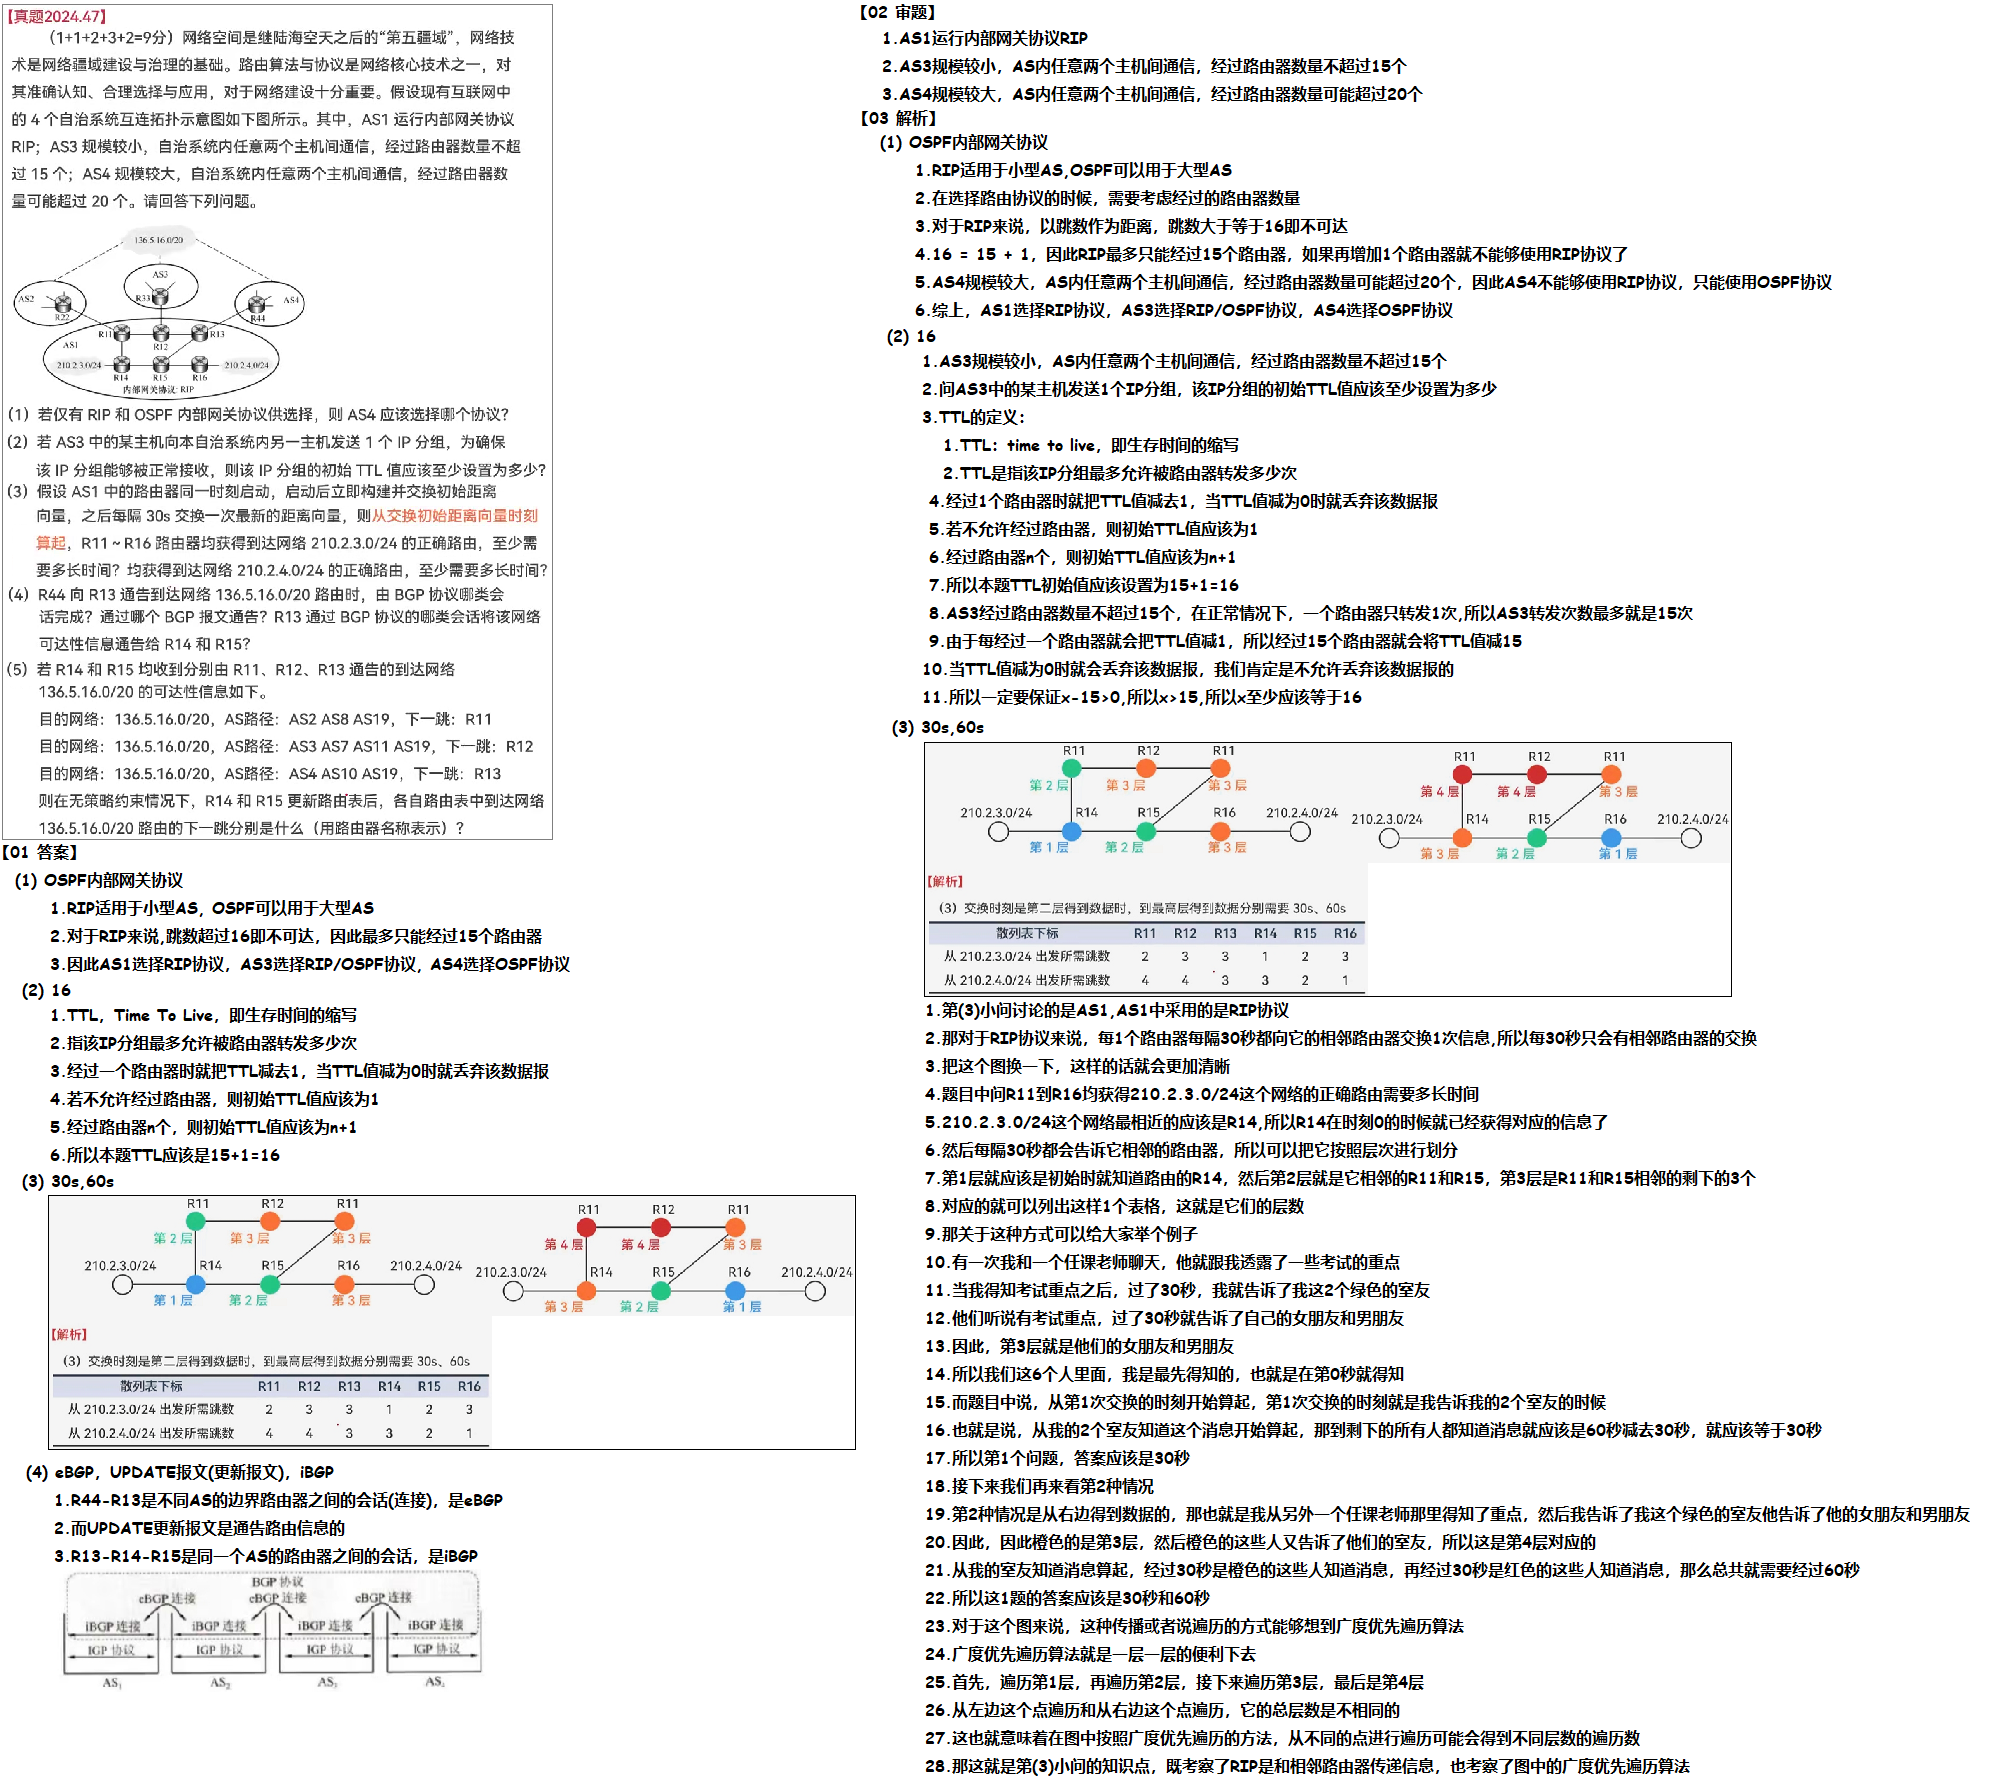 【真题2024.47】
（1+1+2+3+2=9分）网络空间是继陆海空天之后的“第五疆域”，网络技
术是网络疆域建设与治理的基础。路由算法与协议是网络核心技术之一，对
其准确认知、合理选择与应用，对于网络建设十分重要。假设现有互联网中
的 4 个自治系统互连拓扑示意图如下图所示。其中，AS1 运行内部网关协议
RIP；AS3 规模较小，自治系统内任意两个主机间通信，经过路由器数量不超
过 15 个；AS4 规模较大，自治系统内任意两个主机间通信，经过路由器数
量可能超过 20 个。请回答下列问题。
136.5.16.0/20
AS3
AS2
R33
AS4
R22
R44
R11
R12
R13
AS1
210.2.3.0/24
210.2.4.0/24
R14
R15
R16
内部网关协议: RIP
（1）若仅有 RIP 和 OSPF 内部网关协议供选择，则 AS4 应该选择哪个协议？
（2）若 AS3 中的某主机向本自治系统内另一主机发送 1 个 IP 分组，为确保
该 IP 分组能够被正常接收，则该 IP 分组的初始 TTL 值应该至少设置为多少？
（3）假设 AS1 中的路由器同一时刻启动，启动后立即构建并交换初始距离
向量，之后每隔 30s 交换一次最新的距离向量，则从交换初始距离向量时刻
算起，R11 ~ R16 路由器均获得到达网络 210.2.3.0/24 的正确路由，至少需
要多长时间？均获得到达网络 210.2.4.0/24 的正确路由，至少需要多长时间？
（4）R44 向 R13 通告到达网络 136.5.16.0/20 路由时，由 BGP 协议哪类会
话完成？通过哪个 BGP 报文通告？R13 通过 BGP 协议的哪类会话将该网络
可达性信息通告给 R14 和 R15？
（5）若 R14 和 R15 均收到分别由 R11、R12、R13 通告的到达网络
136.5.16.0/20 的可达性信息如下。
目的网络：136.5.16.0/20，AS路径：AS2 AS8 AS19，下一跳：R11
目的网络：136.5.16.0/20，AS路径：AS3 AS7 AS11 AS19，下一跳：R12
目的网络：136.5.16.0/20，AS路径：AS4 AS10 AS19，下一跳：R13
则在无策略约束情况下，R14 和 R15 更新路由表后，各自路由表中到达网络
136.5.16.0/20 路由的下一跳分别是什么（用路由器名称表示）？
【01 答案】
(1) OSPF内部网关协议
1.RIP适用于小型AS，OSPF可以用于大型AS
2.对于RIP来说,跳数超过16即不可达，因此最多只能经过15个路由器
3.因此AS1选择RIP协议，AS3选择RIP/OSPF协议，AS4选择OSPF协议
(2) 16
1.TTL，Time To Live，即生存时间的缩写
2.指该IP分组最多允许被路由器转发多少次
3.经过一个路由器时就把TTL减去1，当TTL值减为0时就丢弃该数据报
4.若不允许经过路由器，则初始TTL值应该为1
5.经过路由器n个，则初始TTL值应该为n+1
6.所以本题TTL应该是15+1=16
(3) 30s,60s
R11 R12 R11
第 2 层 第 3 层 第 3 层
210.2.3.0/24 R14 R15 R16 210.2.4.0/24
第 1 层 第 2 层 第 3 层
R11 R12 R11
第 4 层 第 4 层 第 3 层
210.2.3.0/24 R14 R15 R16 210.2.4.0/24
第 3 层 第 2 层 第 1 层
【解析】
（3）交换时刻是第二层得到数据时，到最高层得到数据分别需要 30s、60s
散列表下标 R11 R12 R13 R14 R15 R16
从 210.2.3.0/24 出发所需跳数 2 3 3 1 2 3
从 210.2.4.0/24 出发所需跳数 4 4 3 3 2 1
(4) eBGP，UPDATE报文(更新报文)，iBGP
1.R44-R13是不同AS的边界路由器之间的会话(连接)，是eBGP
2.而UPDATE更新报文是通告路由信息的
3.R13-R14-R15是同一个AS的路由器之间的会话，是iBGP
BGP 协议
eBGP 连接 eBGP 连接 eBGP 连接
iBGP 连接 iBGP 连接 iBGP 连接 iBGP 连接
IGP 协议 IGP 协议 IGP 协议 IGP 协议
AS₁ AS₂ AS₃ AS₄
【02 审题】
1.AS1运行内部网关协议RIP
2.AS3规模较小，AS内任意两个主机间通信，经过路由器数量不超过15个
3.AS4规模较大，AS内任意两个主机间通信，经过路由器数量可能超过20个
【03 解析】
(1) OSPF内部网关协议
1.RIP适用于小型AS,OSPF可以用于大型AS
2.在选择路由协议的时候，需要考虑经过的路由器数量
3.对于RIP来说，以跳数作为距离，跳数大于等于16即不可达
4.16 = 15 + 1，因此RIP最多只能经过15个路由器，如果再增加1个路由器就不能够使用RIP协议了
5.AS4规模较大，AS内任意两个主机间通信，经过路由器数量可能超过20个，因此AS4不能够使用RIP协议，只能使用OSPF协议
6.综上，AS1选择RIP协议，AS3选择RIP/OSPF协议，AS4选择OSPF协议
(2) 16
1.AS3规模较小，AS内任意两个主机间通信，经过路由器数量不超过15个
2.问AS3中的某主机发送1个IP分组，该IP分组的初始TTL值应该至少设置为多少
3.TTL的定义：
1.TTL：time to live，即生存时间的缩写
2.TTL是指该IP分组最多允许被路由器转发多少次
4.经过1个路由器时就把TTL值减去1，当TTL值减为0时就丢弃该数据报
5.若不允许经过路由器，则初始TTL值应该为1
6.经过路由器n个，则初始TTL值应该为n+1
7.所以本题TTL初始值应该设置为15+1=16
8.AS3经过路由器数量不超过15个，在正常情况下，一个路由器只转发1次,所以AS3转发次数最多就是15次
9.由于每经过一个路由器就会把TTL值减1，所以经过15个路由器就会将TTL值减15
10.当TTL值减为0时就会丢弃该数据报，我们肯定是不允许丢弃该数据报的
11.所以一定要保证x-15>0,所以x>15,所以x至少应该等于16
(3) 30s,60s
R11 R12 R11
第 2 层 第 3 层 第 3 层
210.2.3.0/24 R14 R15 R16 210.2.4.0/24
第 1 层 第 2 层 第 3 层
R11 R12 R11
第 4 层 第 4 层 第 3 层
210.2.3.0/24 R14 R15 R16 210.2.4.0/24
第 3 层 第 2 层 第 1 层
【解析】
（3）交换时刻是第二层得到数据时，到最高层得到数据分别需要 30s、60s
散列表下标 R11 R12 R13 R14 R15 R16
从 210.2.3.0/24 出发所需跳数 2 3 3 1 2 3
从 210.2.4.0/24 出发所需跳数 4 4 3 3 2 1
1.第(3)小问讨论的是AS1,AS1中采用的是RIP协议
2.那对于RIP协议来说，每1个路由器每隔30秒都向它的相邻路由器交换1次信息,所以每30秒只会有相邻路由器的交换
3.把这个图换一下，这样的话就会更加清晰
4.题目中问R11到R16均获得210.2.3.0/24这个网络的正确路由需要多长时间
5.210.2.3.0/24这个网络最相近的应该是R14,所以R14在时刻0的时候就已经获得对应的信息了
6.然后每隔30秒都会告诉它相邻的路由器，所以可以把它按照层次进行划分
7.第1层就应该是初始时就知道路由的R14，然后第2层就是它相邻的R11和R15，第3层是R11和R15相邻的剩下的3个
8.对应的就可以列出这样1个表格，这就是它们的层数
9.那关于这种方式可以给大家举个例子
10.有一次我和一个任课老师聊天，他就跟我透露了一些考试的重点
11.当我得知考试重点之后，过了30秒，我就告诉了我这2个绿色的室友
12.他们听说有考试重点，过了30秒就告诉了自己的女朋友和男朋友
13.因此，第3层就是他们的女朋友和男朋友
14.所以我们这6个人里面，我是最先得知的，也就是在第0秒就得知
15.而题目中说，从第1次交换的时刻开始算起，第1次交换的时刻就是我告诉我的2个室友的时候
16.也就是说，从我的2个室友知道这个消息开始算起，那到剩下的所有人都知道消息就应该是60秒减去30秒，就应该等于30秒
17.所以第1个问题，答案应该是30秒
18.接下来我们再来看第2种情况
19.第2种情况是从右边得到数据的，那也就是我从另外一个任课老师那里得知了重点，然后我告诉了我这个绿色的室友他告诉了他的女朋友和男朋友
20.因此，因此橙色的是第3层，然后橙色的这些人又告诉了他们的室友，所以这是第4层对应的
21.从我的室友知道消息算起，经过30秒是橙色的这些人知道消息，再经过30秒是红色的这些人知道消息，那么总共就需要经过60秒
22.所以这1题的答案应该是30秒和60秒
23.对于这个图来说，这种传播或者说遍历的方式能够想到广度优先遍历算法
24.广度优先遍历算法就是一层一层的便利下去
25.首先，遍历第1层，再遍历第2层，接下来遍历第3层，最后是第4层
26.从左边这个点遍历和从右边这个点遍历，它的总层数是不相同的
27.这也就意味着在图中按照广度优先遍历的方法，从不同的点进行遍历可能会得到不同层数的遍历数
28.那这就是第(3)小问的知识点，既考察了RIP是和相邻路由器传递信息，也考察了图中的广度优先遍历算法